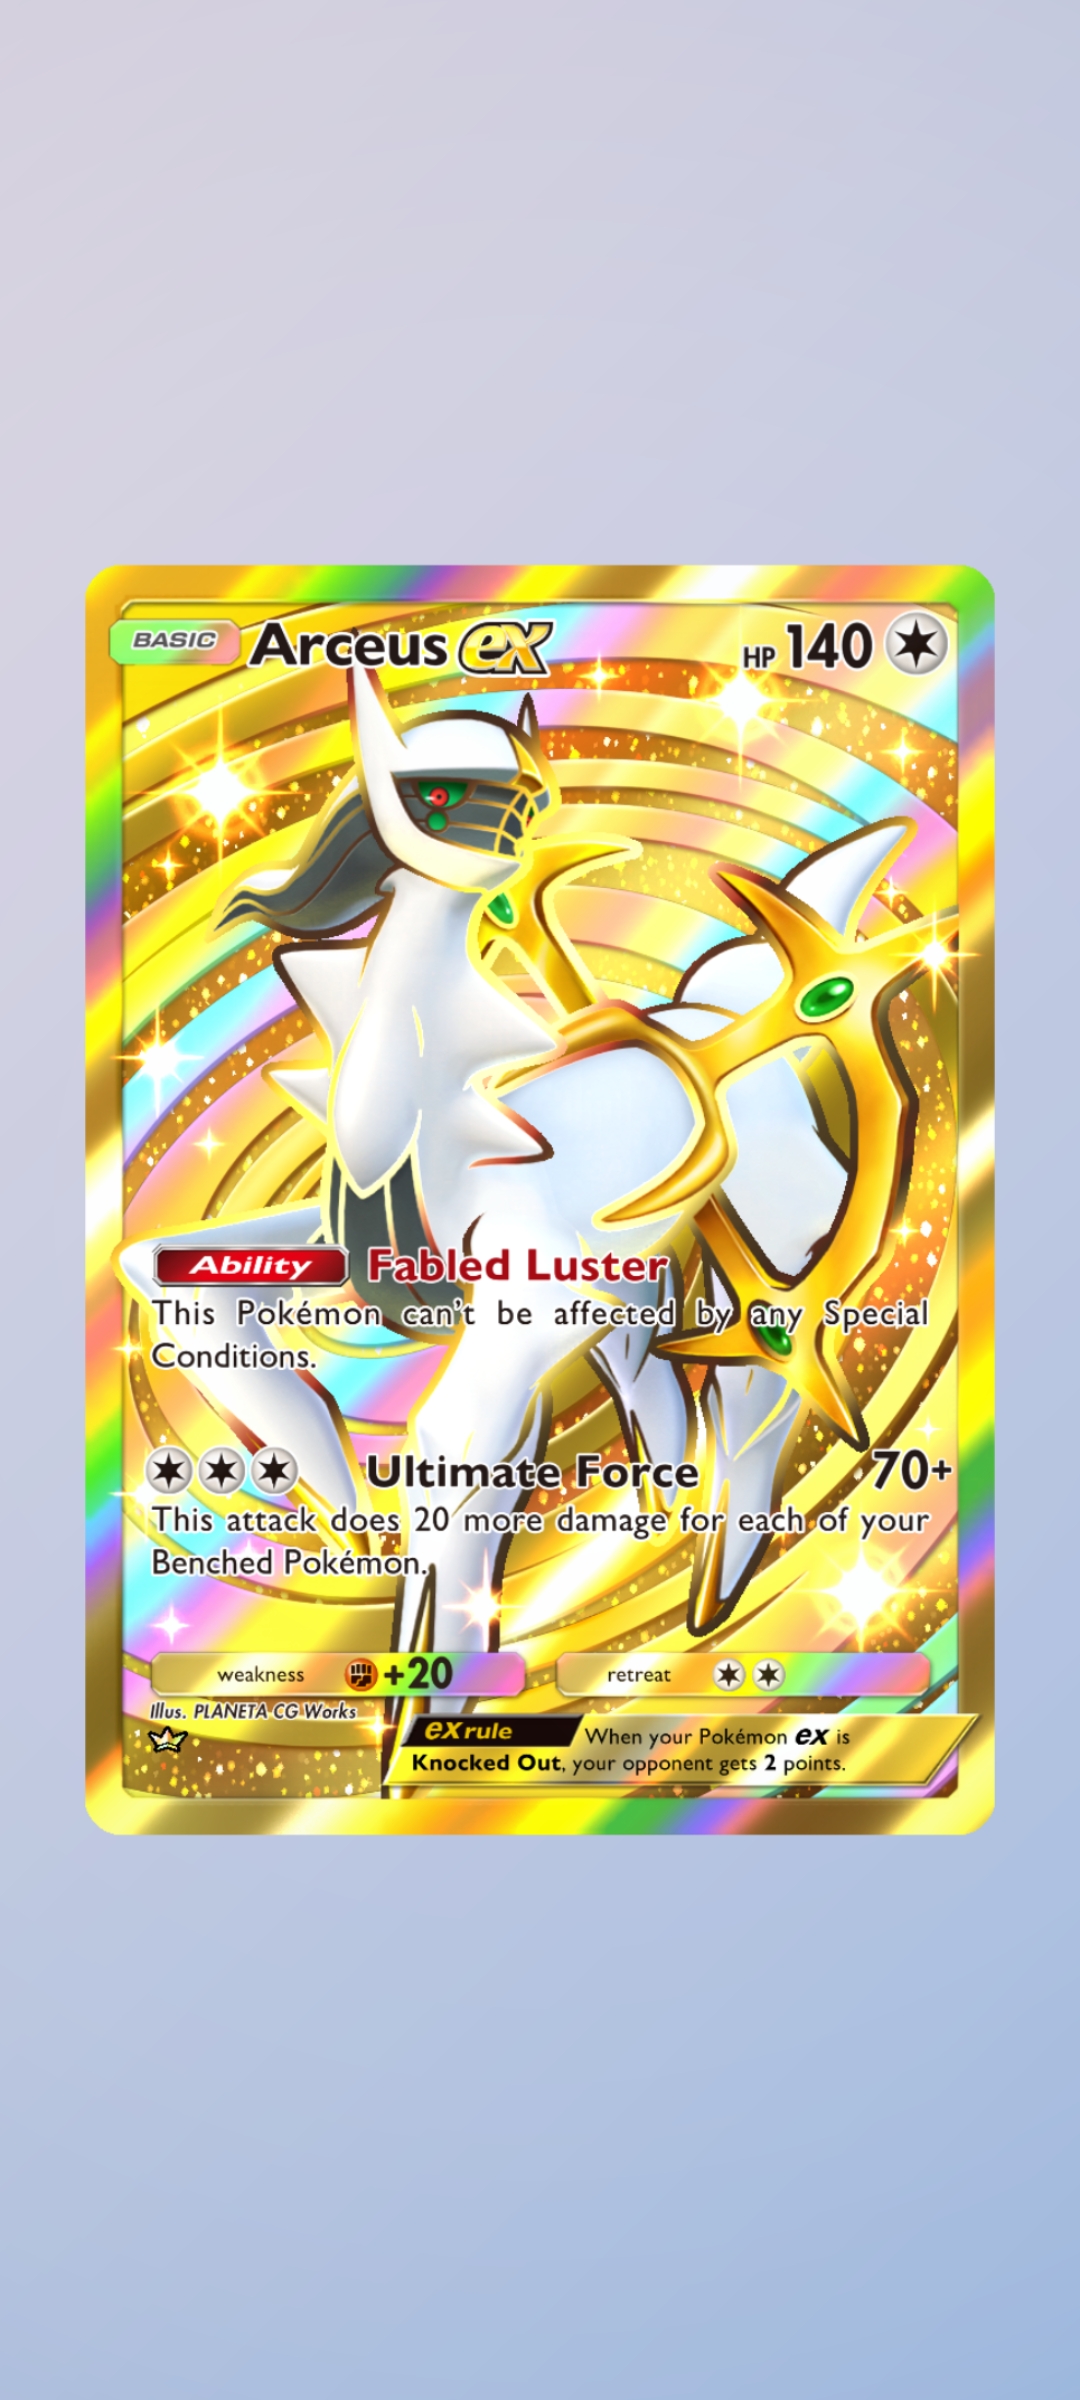 BASIC Arceus ex HP 140
Ability Fabled Luster
This Pokémon can't be affected by any Special
Conditions.
Ultimate Force 70+
This attack does 20 more damage for each of your
Benched Pokémon.
weakness +20 retreat
Illus. PLANETA CG Works
ex rule When your Pokémon ex is
Knocked Out, your opponent gets 2 points.